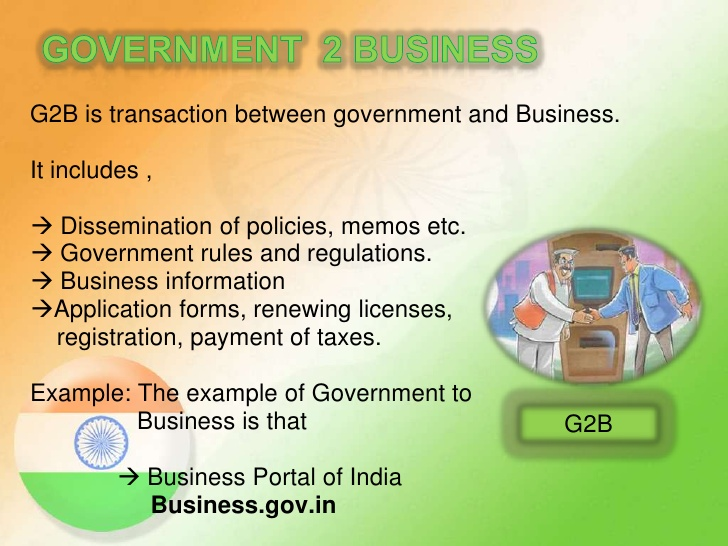 GOVERNMENT 2 BUSINESS
G2B is transaction between government and Business.
It includes ,
→ Dissemination of policies, memos etc.
→ Government rules and regulations.
→ Business information
→Application forms, renewing licenses,
registration, payment of taxes.
Example: The example of Government to
Business is that
G2B
→ Business Portal of India
Business.gov.in